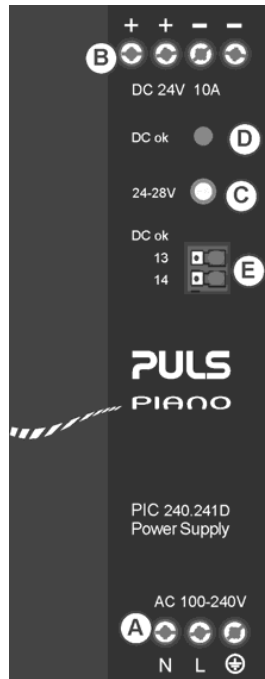 + + − −
B
DC 24V 10A
DC ok D
24-28V C
DC ok
13
14 E
PULS
PIANO
PIC 240.241D
Power Supply
AC 100-240V
A
N L